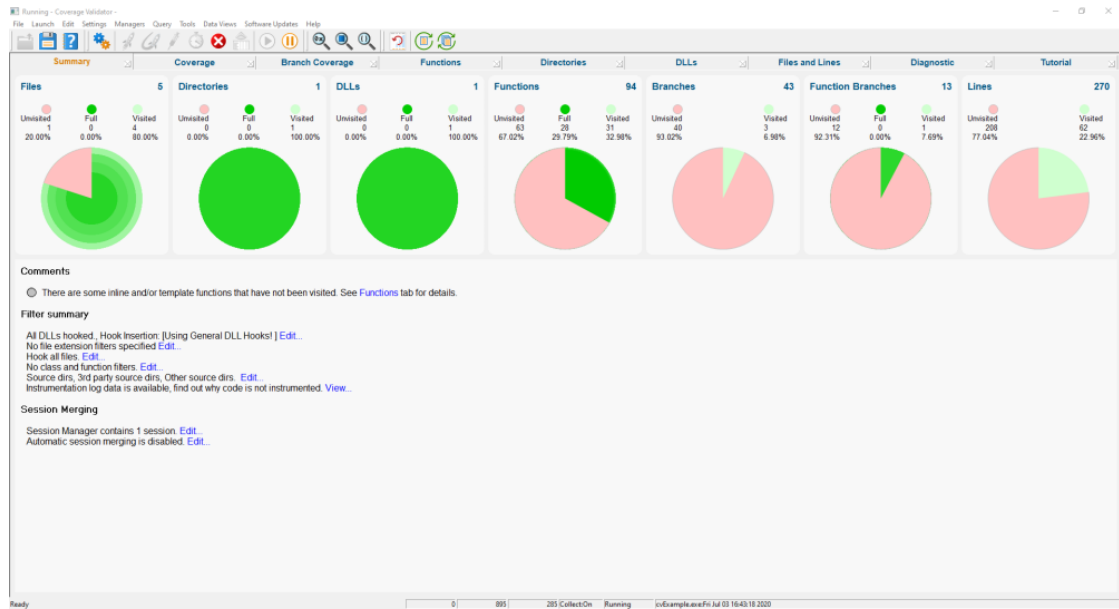 Running - Coverage Validator -
File Launch Edit Settings Managers Query Tools Data Views Software Updates Help
Summary Coverage Branch Coverage Functions Directories DLLs Files and Lines Diagnostic Tutorial
Files 5 Directories 1 DLLs 1 Functions 94 Branches 43 Function Branches 13 Lines 270
Unvisited Full Visited Unvisited Full Visited Unvisited Full Visited Unvisited Full Visited Unvisited Visited Unvisited Full Visited Unvisited Visited
1 0 4 0 0 1 0 0 1 63 28 31 40 3 12 0 1 208 62
20.00% 0.00% 80.00% 0.00% 0.00% 100.00% 0.00% 0.00% 100.00% 67.02% 29.79% 32.98% 93.02% 6.98% 92.31% 0.00% 7.69% 77.04% 22.96%
Comments
There are some inline and/or template functions that have not been visited. See Functions tab for details.
Filter summary
All DLLs hooked., Hook Insertion: [Using General DLL Hooks! ] Edit...
No file extension filters specified Edit...
Hook all files. Edit...
No class and function filters. Edit...
Source dirs, 3rd party source dirs, Other source dirs. Edit...
Instrumentation log data is available, find out why code is not instrumented. View...
Session Merging
Session Manager contains 1 session. Edit...
Automatic session merging is disabled. Edit...
Ready 0 895 285 Collect:On Running cvExample.exe:Fri Jul 03 16:43:18 2020